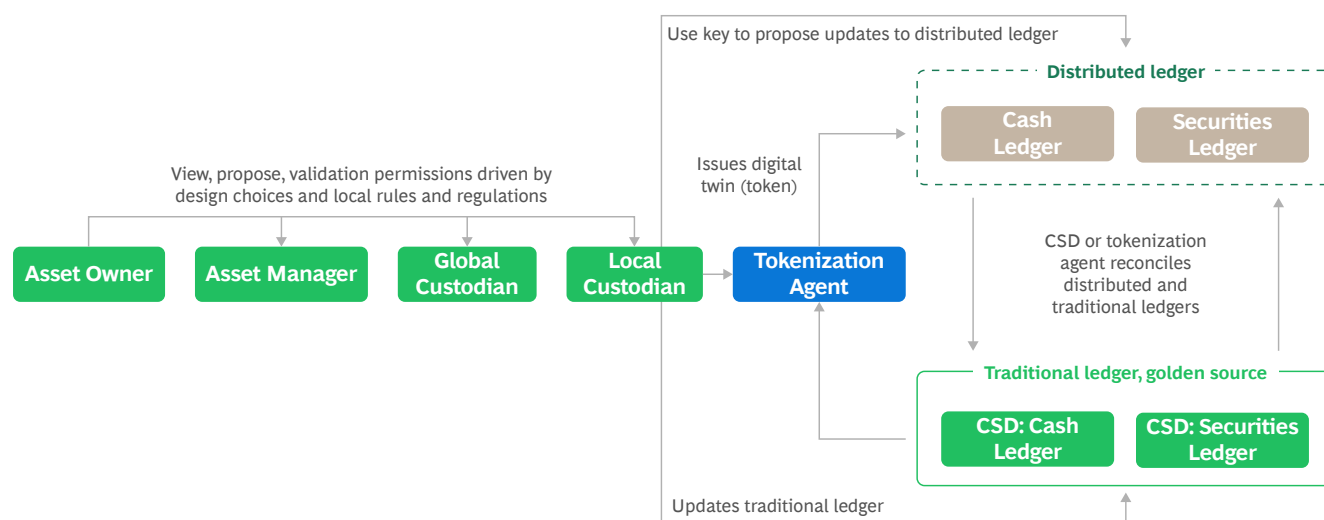 Use key to propose updates to distributed ledger
Distributed ledger
Cash
Ledger
Securities
Ledger
Issues digital
twin (token)
View, propose, validation permissions driven by
design choices and local rules and regulations
Asset Owner
Asset Manager
Global
Custodian
Local
Custodian
Tokenization
Agent
CSD or tokenization
agent reconciles
distributed and
traditional ledgers
Traditional ledger, golden source
CSD: Cash
Ledger
CSD: Securities
Ledger
Updates traditional ledger